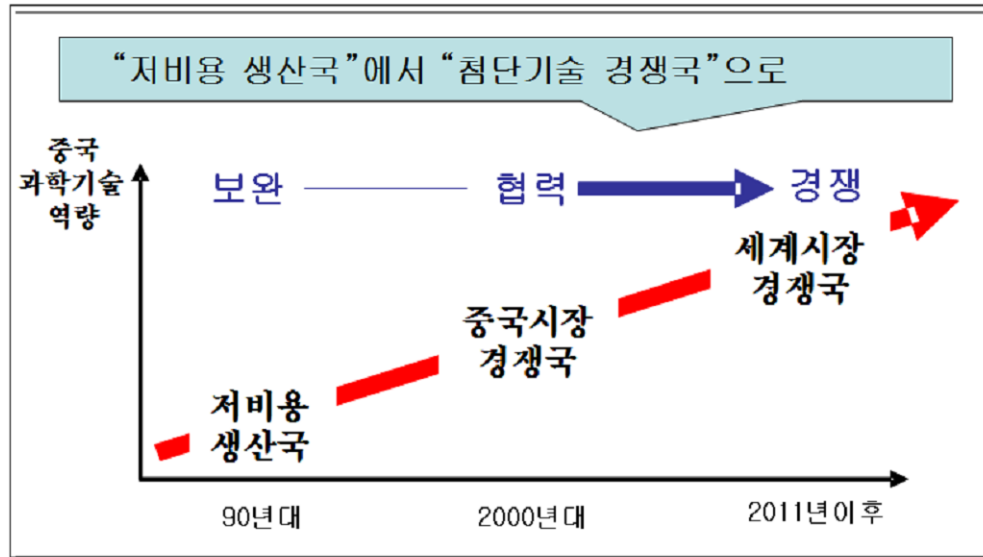 “저비용 생산국”에서 “첨단기술 경쟁국”으로
중국
과학기술
역량
보완
협력
경쟁
세계시장
경쟁국
중국시장
경쟁국
저비용
생산국
90년대
2000년대
2011년이후